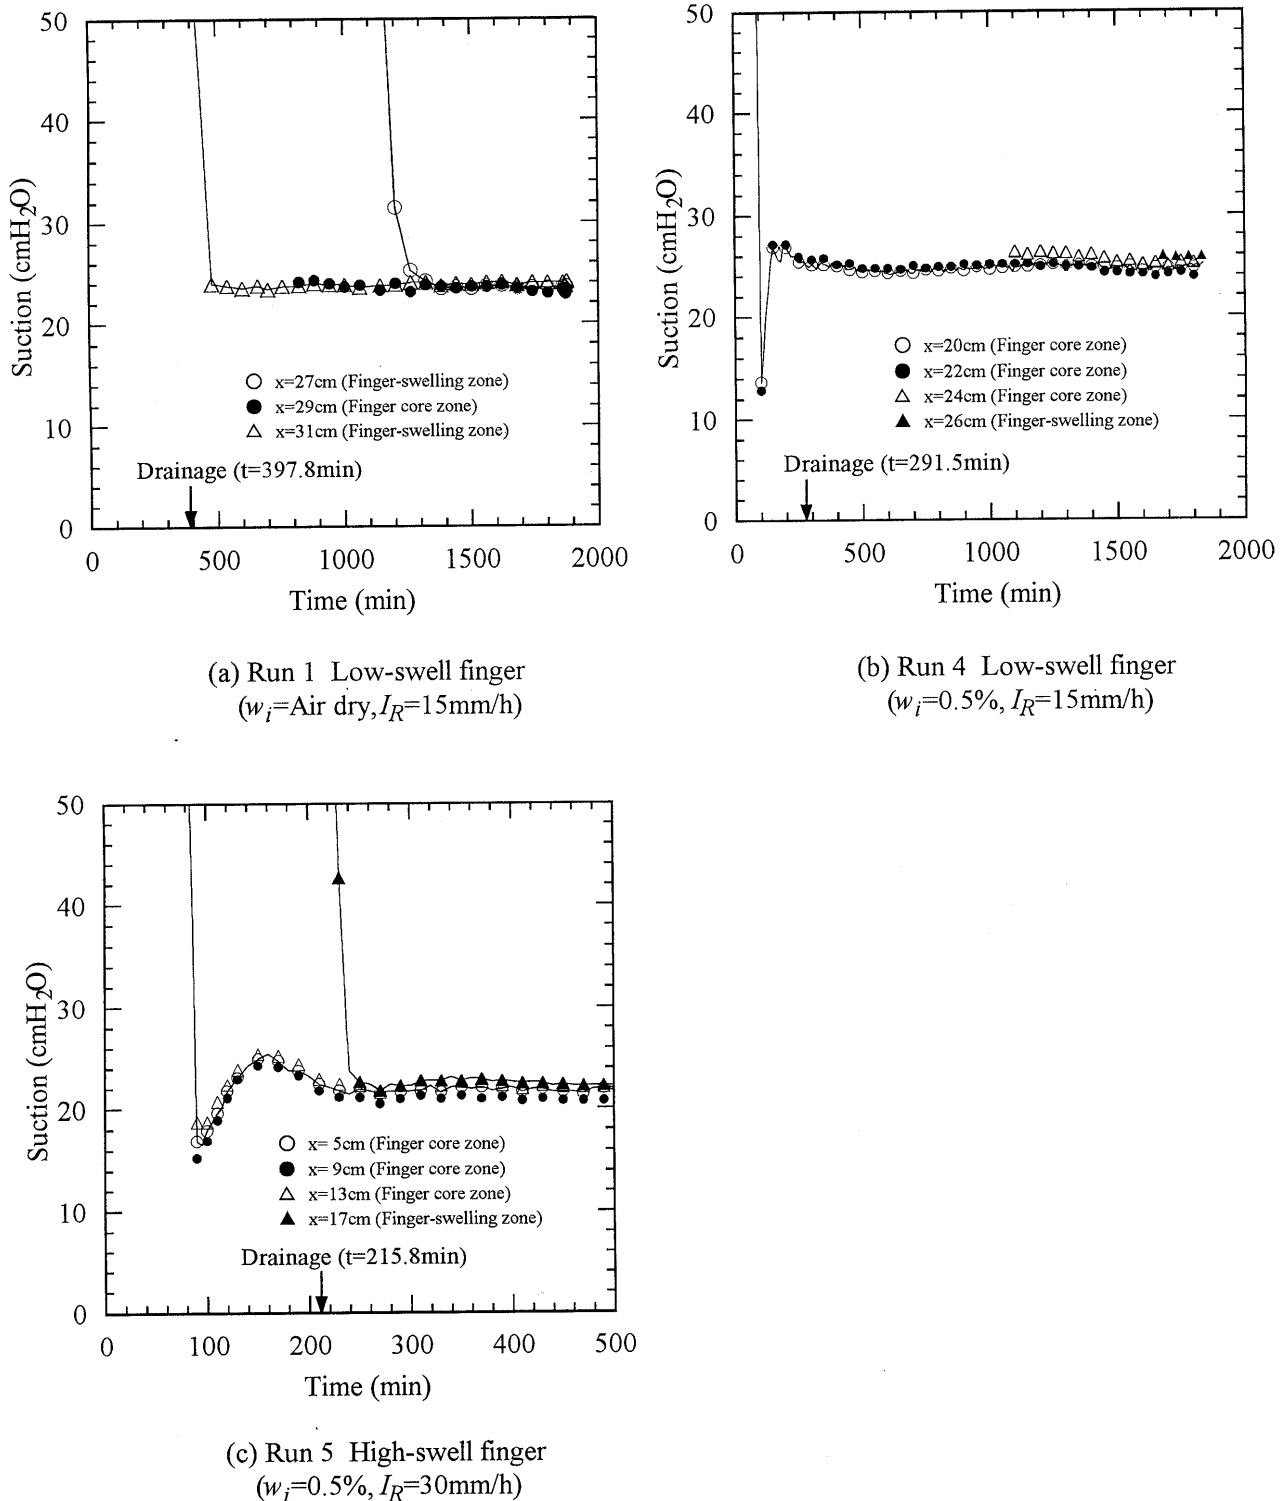 50
40
30
20
10
0
Suction (cmH2O)
x=27cm (Finger-swelling zone)
x=29cm (Finger core zone)
x=31cm (Finger-swelling zone)
Drainage (t=397.8min)
0 500 1000 1500 2000
Time (min)
(a) Run 1 Low-swell finger
(wi=Air dry,IR=15mm/h)
50
40
30
20
10
0
Suction (cmH2O)
x=20cm (Finger core zone)
x=22cm (Finger core zone)
x=24cm (Finger core zone)
x=26cm (Finger-swelling zone)
Drainage (t=291.5min)
0 500 1000 1500 2000
Time (min)
(b) Run 4 Low-swell finger
(wi=0.5%, IR=15mm/h)
50
40
30
20
10
0
Suction (cmH2O)
x= 5cm (Finger core zone)
x= 9cm (Finger core zone)
x=13cm (Finger core zone)
x=17cm (Finger-swelling zone)
Drainage (t=215.8min)
0 100 200 300 400 500
Time (min)
(c) Run 5 High-swell finger
(wi=0.5%, IR=30mm/h)